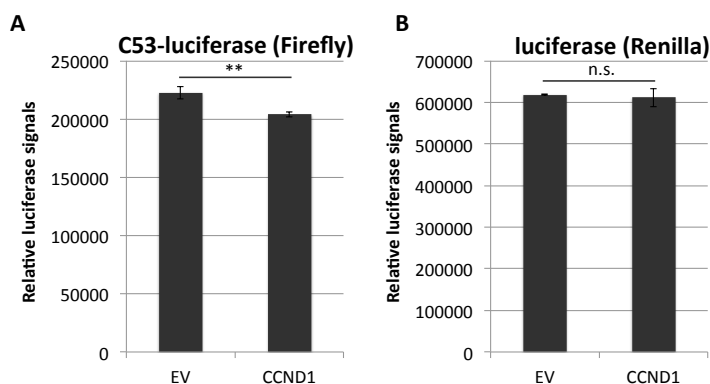 A
C53-luciferase (Firefly)
Relative luciferase signals
250000
200000
150000
100000
50000
0
**
EV
CCND1
B
luciferase (Renilla)
Relative luciferase signals
700000
600000
500000
400000
300000
200000
100000
0
n.s.
EV
CCND1